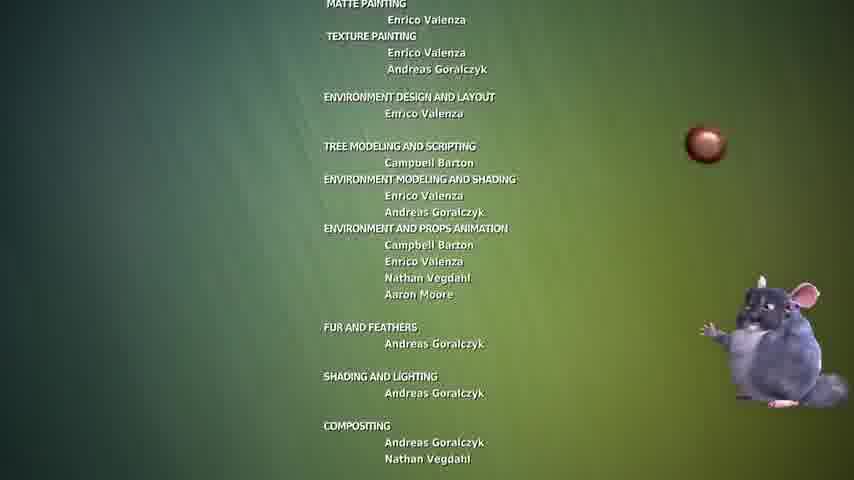 MATTE PAINTING
Enrico Valenza
TEXTURE PAINTING
Enrico Valenza
Andreas Goralczyk
ENVIRONMENT DESIGN AND LAYOUT
Enrico Valenza
TREE MODELING AND SCRIPTING
Campbell Barton
ENVIRONMENT MODELING AND SHADING
Enrico Valenza
Andreas Goralczyk
ENVIRONMENT AND PROPS ANIMATION
Campbell Barton
Enrico Valenza
Nathan Vegdahl
Aaron Moore
FUR AND FEATHERS
Andreas Goralczyk
SHADING AND LIGHTING
Andreas Goralczyk
COMPOSITING
Andreas Goralczyk
Nathan Vegdahl